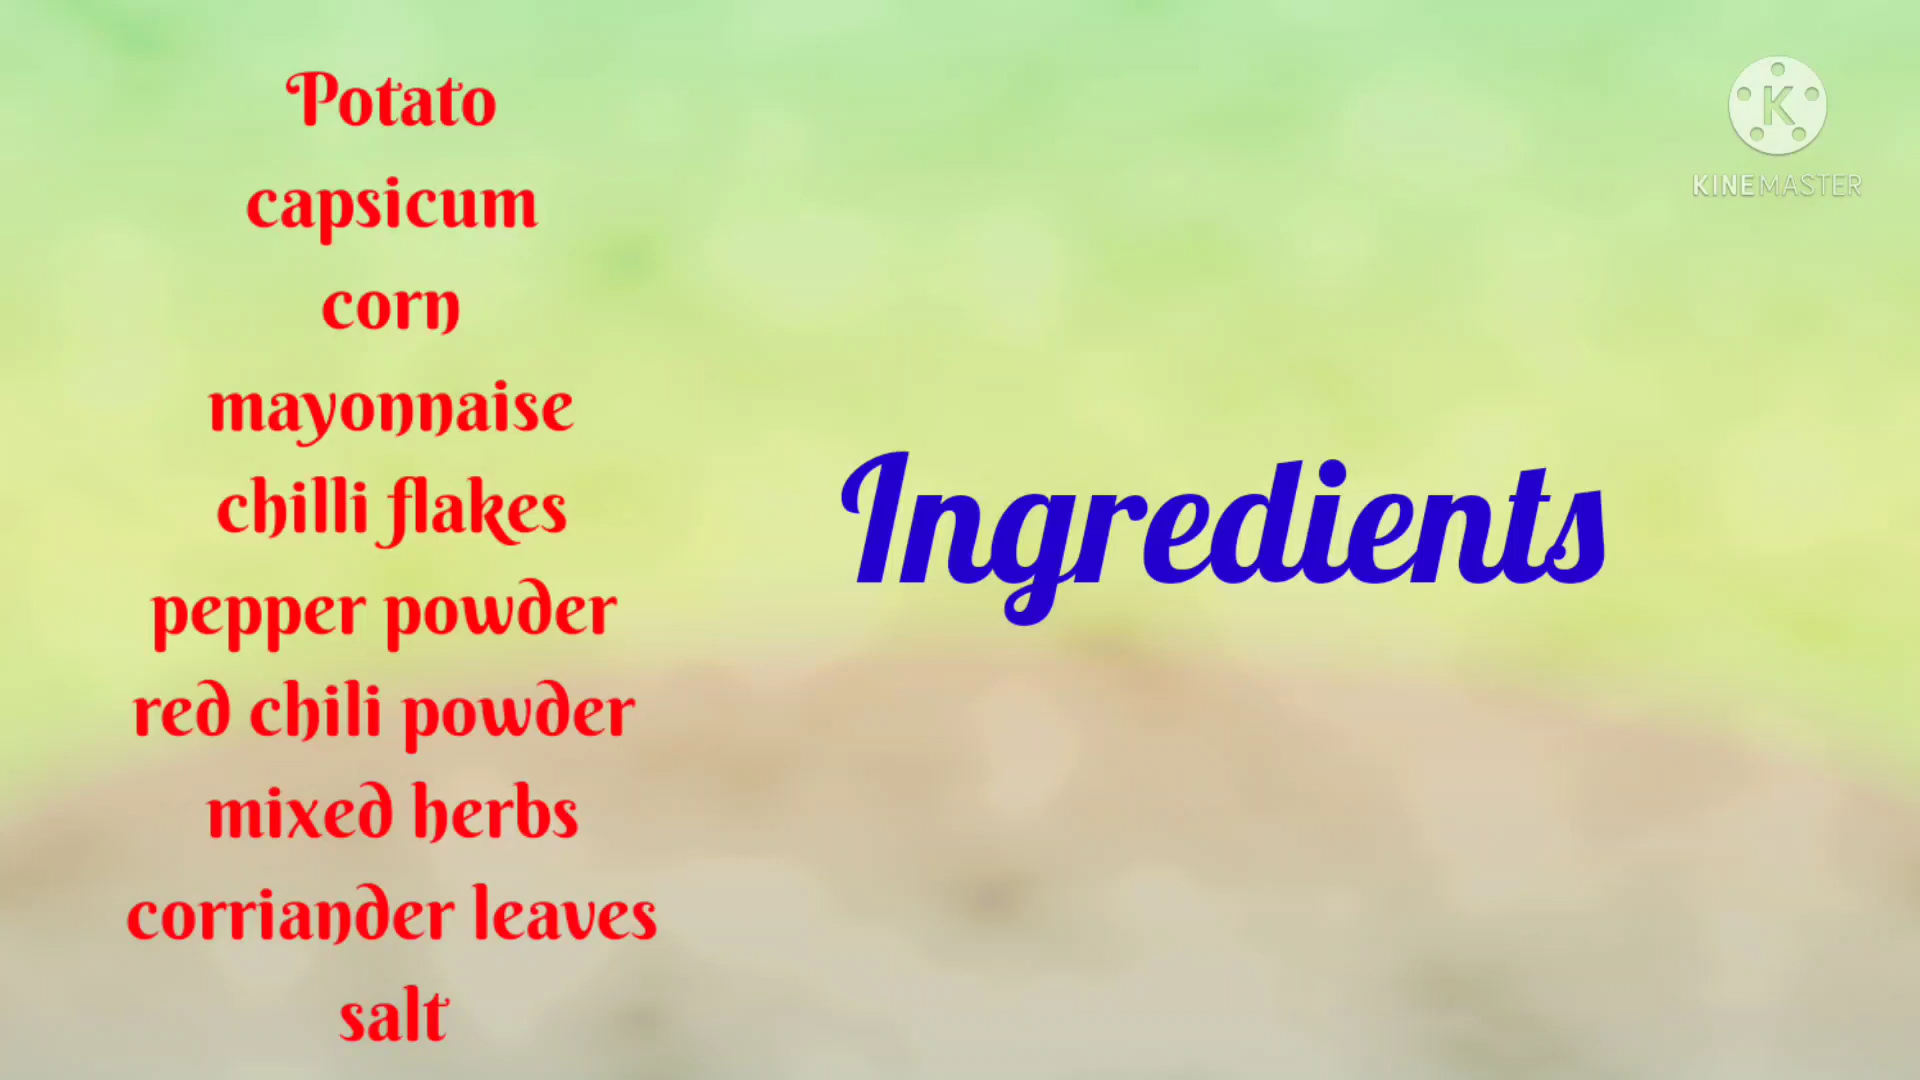 Potato
capsicum
corn
mayonnaise
chilli flakes
pepper powder
red chili powder
mixed herbs
corriander leaves
salt
Ingredients
K
KINEMASTER